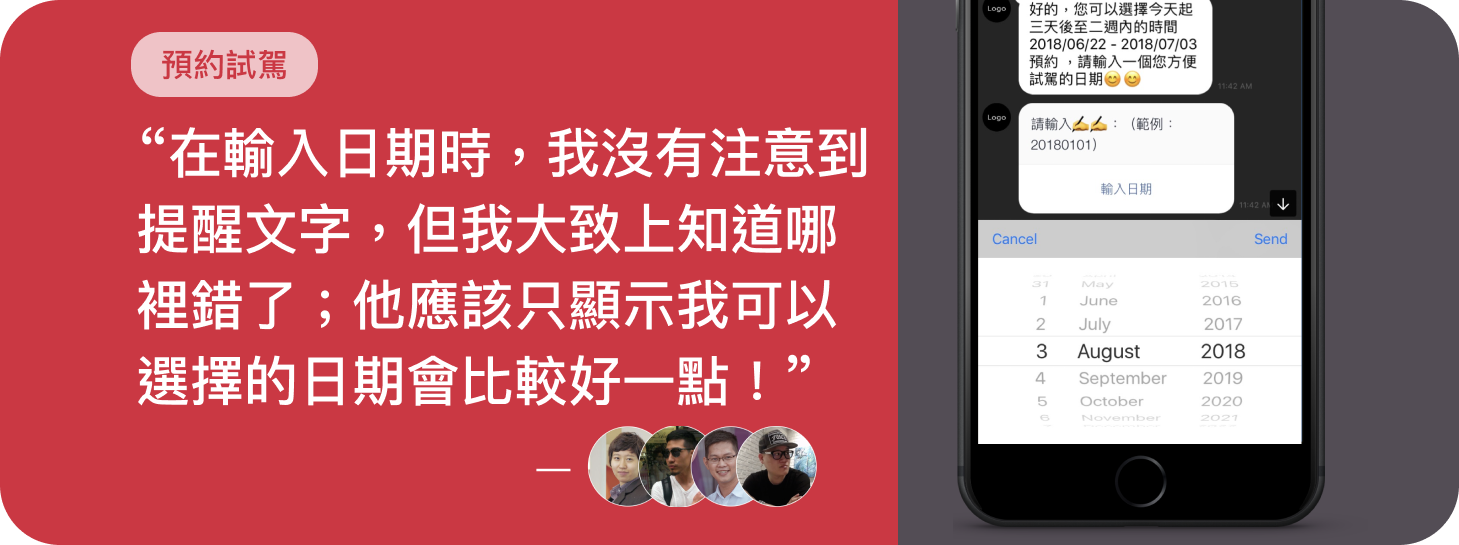 預約試駕
“在輸入日期時，我沒有注意到
提醒文字，但我大致上知道哪
裡錯了；他應該只顯示我可以
選擇的日期會比較好一點！”
—
Logo
好的，您可以選擇今天起
三天後至二週內的時間
2018/06/22 - 2018/07/03
預約 ，請輸入一個您方便
試駕的日期😊😊
11:42 AM
Logo
請輸入✍✍：（範例：
20180101）
輸入日期
11:42 AM
Cancel Send
31 May 2015
1 June 2016
2 July 2017
3 August 2018
4 September 2019
5 October 2020
6 November 2021